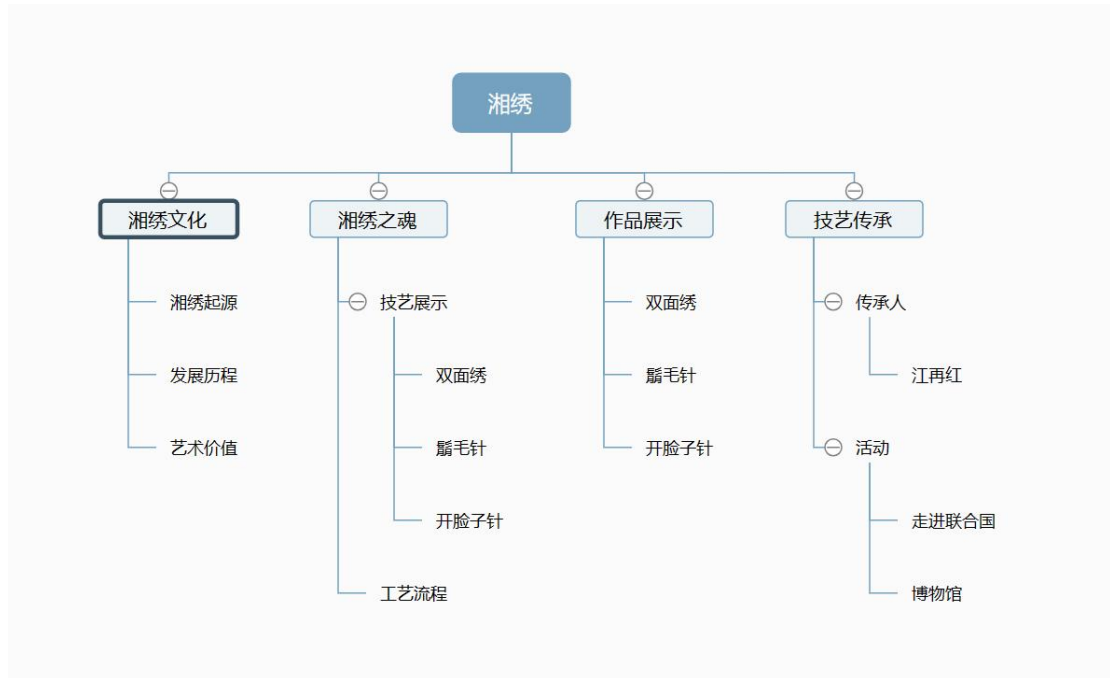 湘绣
湘绣文化
湘绣起源
发展历程
艺术价值
湘绣之魂
技艺展示
双面绣
鬅毛针
开脸子针
工艺流程
作品展示
双面绣
鬅毛针
开脸子针
技艺传承
传承人
江再红
活动
走进联合国
博物馆